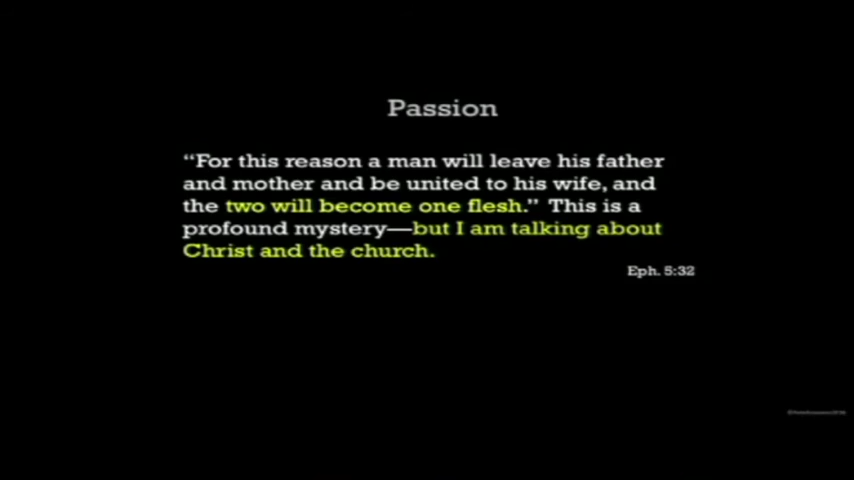 Passion
“For this reason a man will leave his father
and mother and be united to his wife, and
the two will become one flesh.” This is a
profound mystery—but I am talking about
Christ and the church.
Eph. 5:32